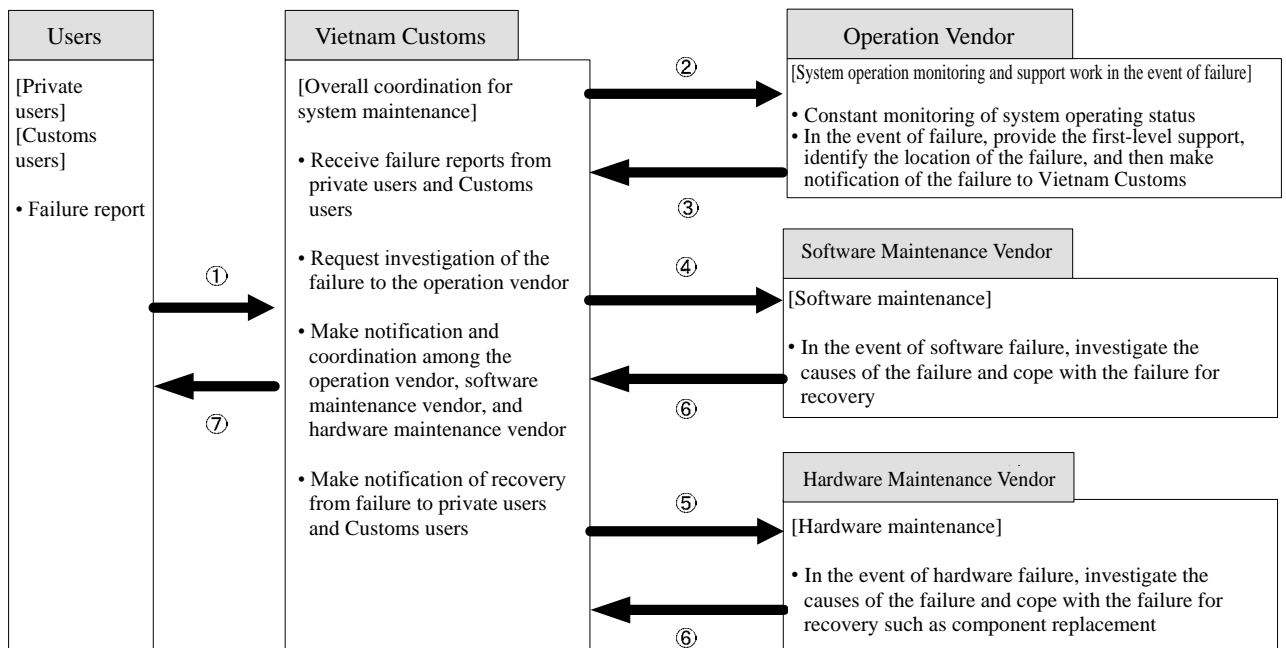 Users
[Private
users]
[Customs
users]
• Failure report
①
⑦
Vietnam Customs
[Overall coordination for
system maintenance]
• Receive failure reports from
private users and Customs
users
• Request investigation of the
failure to the operation vendor
• Make notification and
coordination among the
operation vendor, software
maintenance vendor, and
hardware maintenance vendor
• Make notification of recovery
from failure to private users
and Customs users
②
③
Operation Vendor
[System operation monitoring and support work in the event of failure]
• Constant monitoring of system operating status
• In the event of failure, provide the first-level support,
identify the location of the failure, and then make
notification of the failure to Vietnam Customs
④
⑥
Software Maintenance Vendor
[Software maintenance]
• In the event of software failure, investigate the
causes of the failure and cope with the failure for
recovery
⑤
⑥
Hardware Maintenance Vendor
[Hardware maintenance]
• In the event of hardware failure, investigate the
causes of the failure and cope with the failure for
recovery such as component replacement